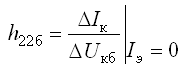 h₂₂б = ΔIк / ΔUкб | Iэ = 0